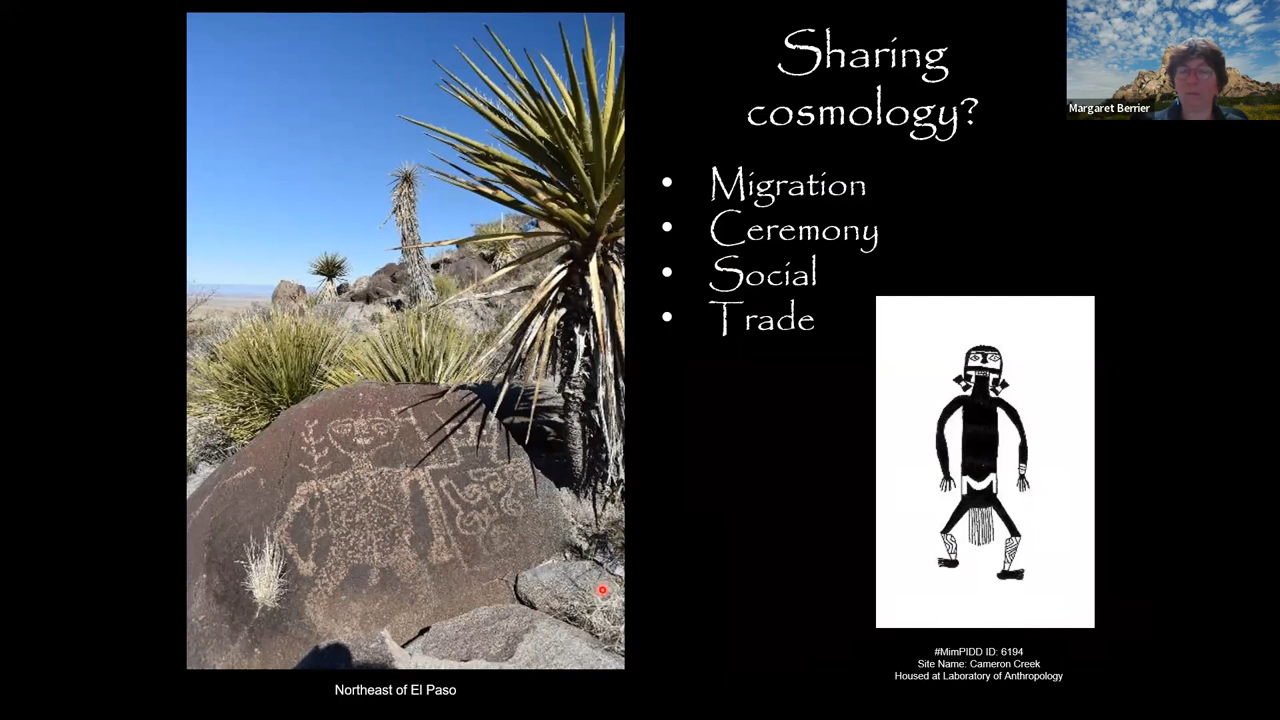 Sharing
cosmology?
• Migration
• Ceremony
• Social
• Trade
Margaret Berrier
Northeast of El Paso
#MimPIDD ID: 6194
Site Name: Cameron Creek
Housed at Laboratory of Anthropology